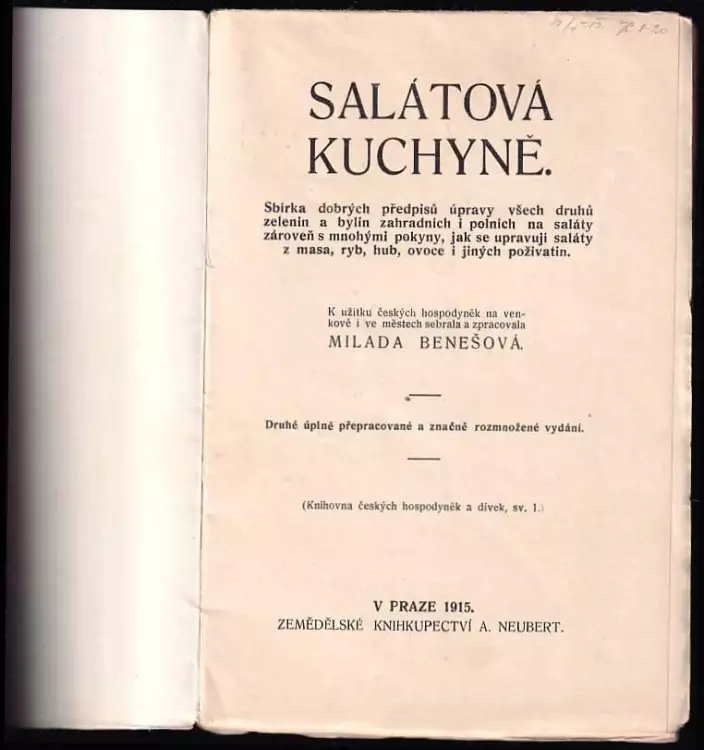 SALÁTOVÁ
KUCHYNĚ.
Sbírka dobrých předpisů úpravy všech druhů
zelenin a bylin zahradních i polních na saláty
zároveň s mnohými pokyny, jak se upravují saláty
z masa, ryb, hub, ovoce i jiných poživatin.
K užitku českých hospodyněk na ven-
kově i ve městech sebrala a zpracovala
MILADA BENEŠOVÁ.
Druhé úplně přepracované a značně rozmnožené vydání.
(Knihovna českých hospodyněk a dívek, sv. 1.)
V PRAZE 1915.
ZEMĚDĚLSKÉ KNIHKUPECTVÍ A. NEUBERT.